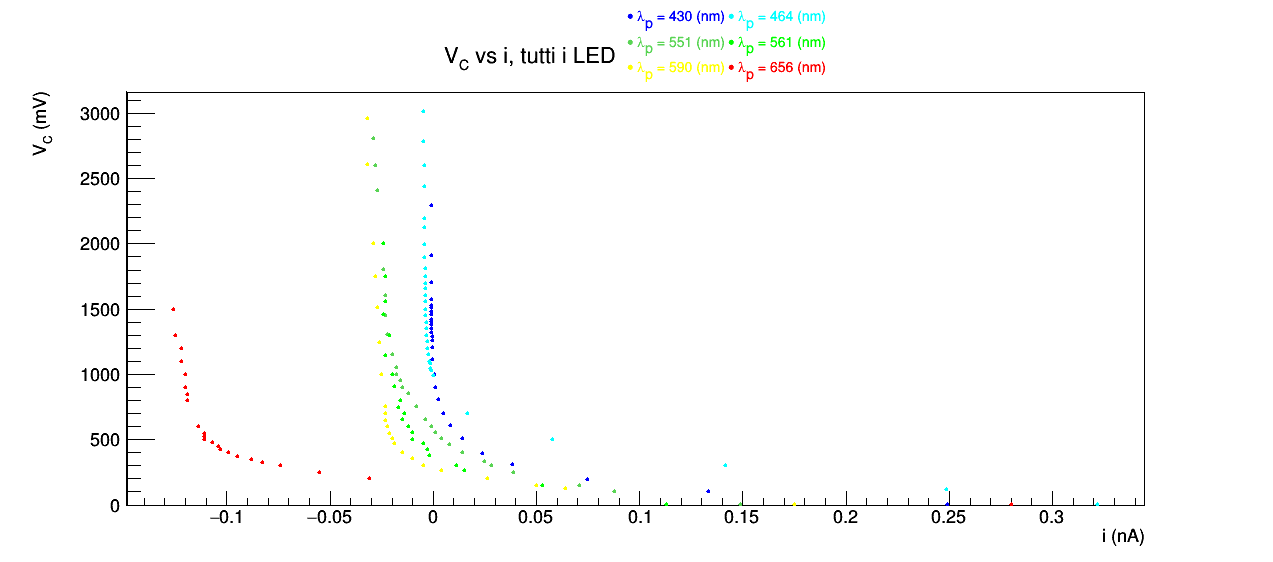 V_C vs i, tutti i LED
λ_p = 430 (nm) λ_p = 464 (nm)
λ_p = 551 (nm) λ_p = 561 (nm)
λ_p = 590 (nm) λ_p = 656 (nm)
V_C (mV)
3000
2500
2000
1500
1000
500
0
−0.1 −0.05 0 0.05 0.1 0.15 0.2 0.25 0.3
i (nA)